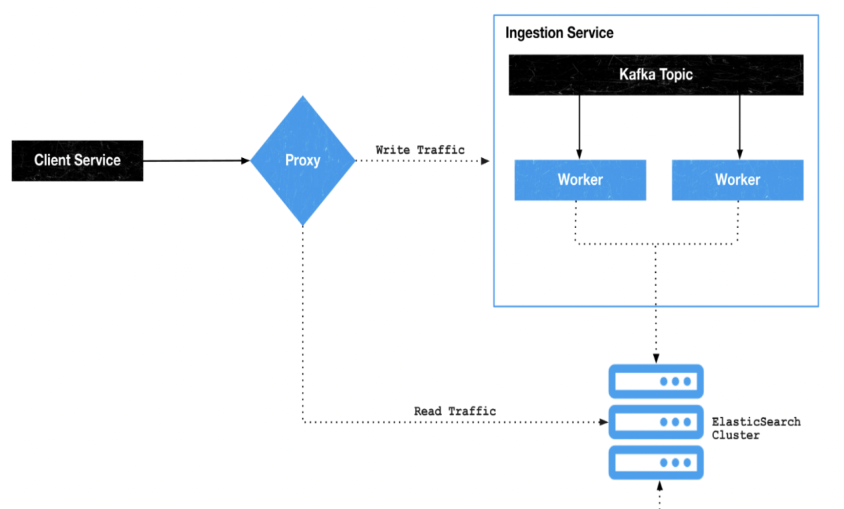 Ingestion Service
Kafka Topic
Client Service
Proxy
Write Traffic
Worker
Worker
Read Traffic
ElasticSearch
Cluster